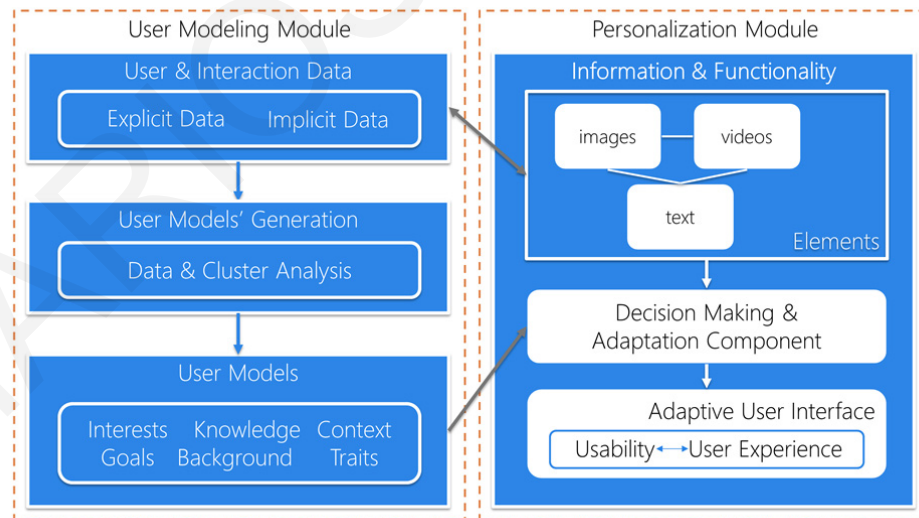 User Modeling Module
User & Interaction Data
Explicit Data Implicit Data
User Models' Generation
Data & Cluster Analysis
User Models
Interests Knowledge Context
Goals Background Traits
Personalization Module
Information & Functionality
images videos
text
Elements
Decision Making &
Adaptation Component
Adaptive User Interface
Usability User Experience